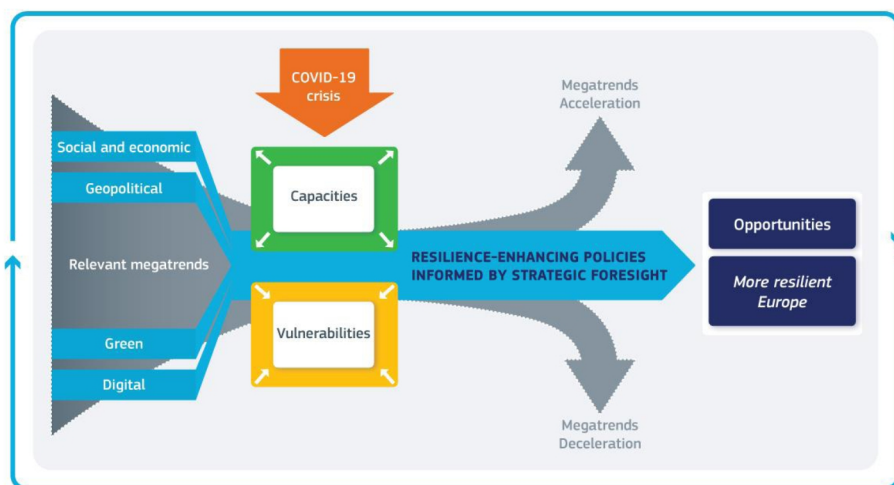 COVID-19
crisis
Megatrends
Acceleration
Social and economic
Geopolitical
Relevant megatrends
Green
Digital
Capacities
Vulnerabilities
RESILIENCE-ENHANCING POLICIES
INFORMED BY STRATEGIC FORESIGHT
Opportunities
More resilient
Europe
Megatrends
Deceleration